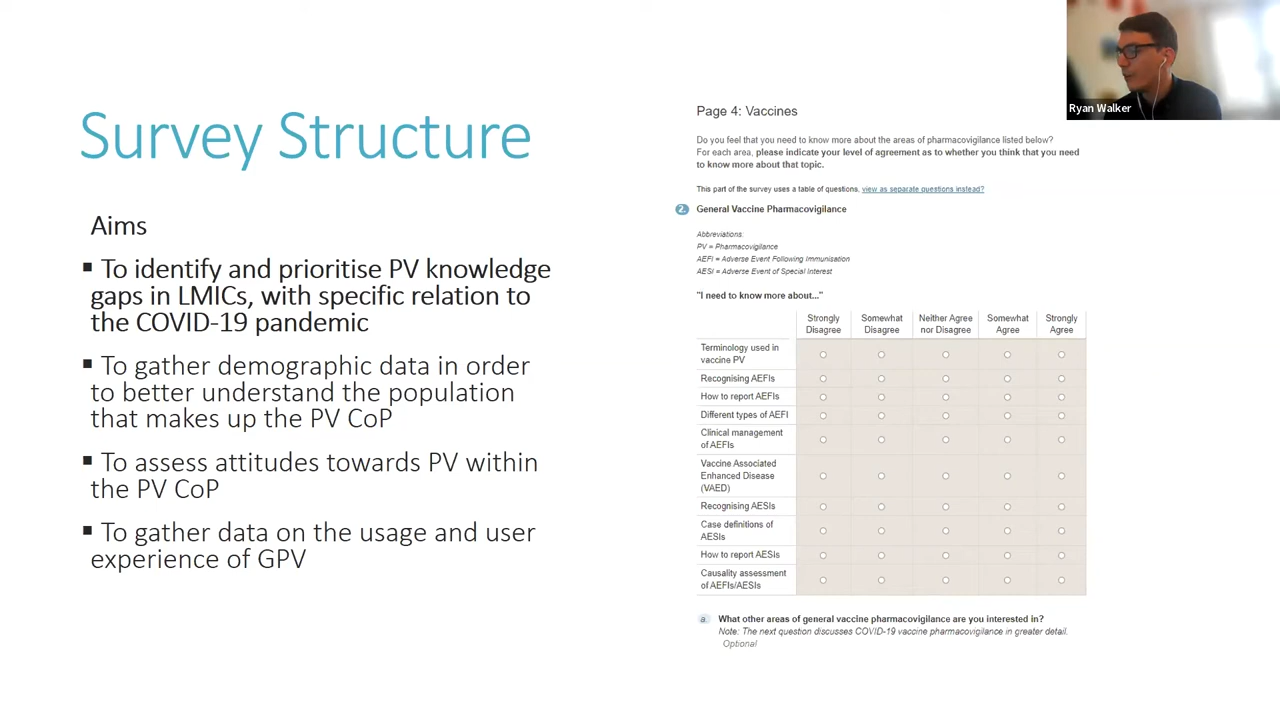 Survey Structure
Aims
▪ To identify and prioritise PV knowledge
gaps in LMICs, with specific relation to
the COVID-19 pandemic
▪ To gather demographic data in order
to better understand the population
that makes up the PV CoP
▪ To assess attitudes towards PV within
the PV CoP
▪ To gather data on the usage and user
experience of GPV
Ryan Walker
Page 4: Vaccines
Do you feel that you need to know more about the areas of pharmacovigilance listed below?
For each area, please indicate your level of agreement as to whether you think that you need
to know more about that topic.
This part of the survey uses a table of questions, view as separate questions instead?
2. General Vaccine Pharmacovigilance
Abbreviations:
PV = Pharmacovigilance
AEFI = Adverse Event Following Immunisation
AESI = Adverse Event of Special Interest
"I need to know more about..."
Strongly Disagree Somewhat Disagree Neither Agree nor Disagree Somewhat Agree Strongly Agree
Terminology used in
vaccine PV
Recognising AEFIs
How to report AEFIs
Different types of AEFI
Clinical management
of AEFIs
Vaccine Associated
Enhanced Disease
(VAED)
Recognising AESIs
Case definitions of
AESIs
How to report AESIs
Causality assessment
of AEFIs/AESIs
a. What other areas of general vaccine pharmacovigilance are you interested in?
Note: The next question discusses COVID-19 vaccine pharmacovigilance in greater detail.
Optional